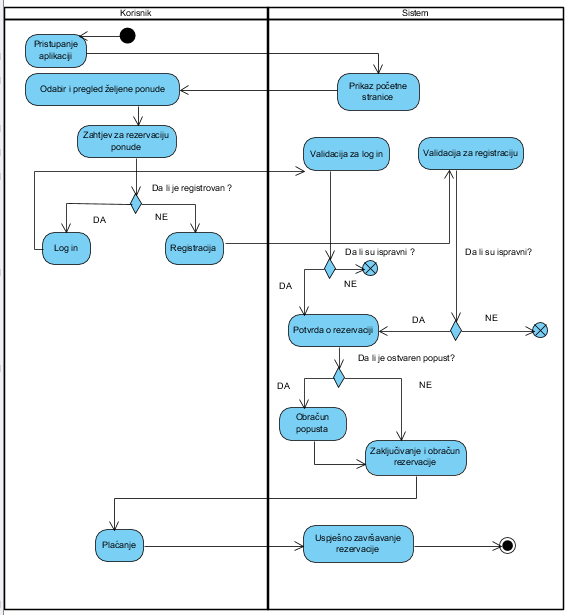 Korisnik
Sistem
Pristupanje
aplikaciji
Odabir i pregled željene ponude
Prikaz početne
stranice
Zahtjev za rezervaciju
ponude
Validacija za log in
Validacija za registraciju
Da li je registrovan ?
DA
NE
Log in
Registracija
Da li su ispravni ?
Da li su ispravni?
DA
NE
Potvrda o rezervaciji
DA
NE
Da li je ostvaren popust?
DA
NE
Obračun
popusta
Zaključivanje i obračun
rezervacije
Plaćanje
Uspješno završavanje
rezervacije